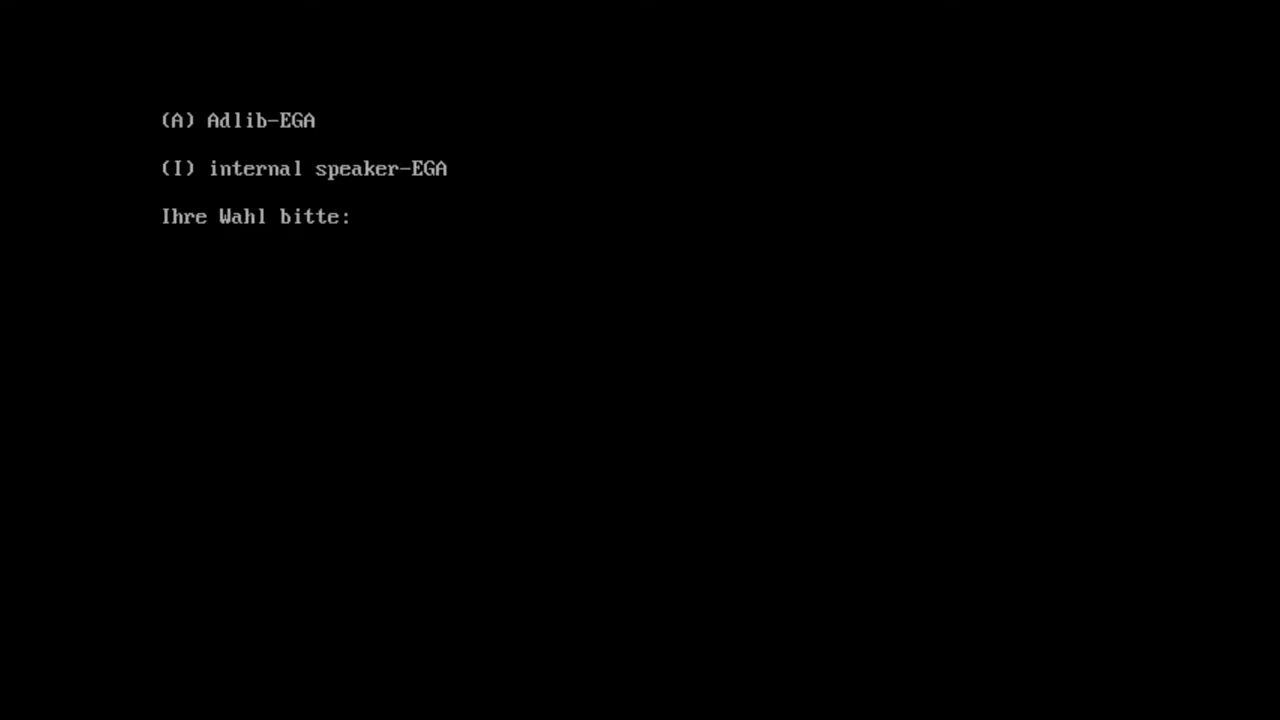 (A) Adlib-EGA
(I) internal speaker-EGA
Ihre Wahl bitte: